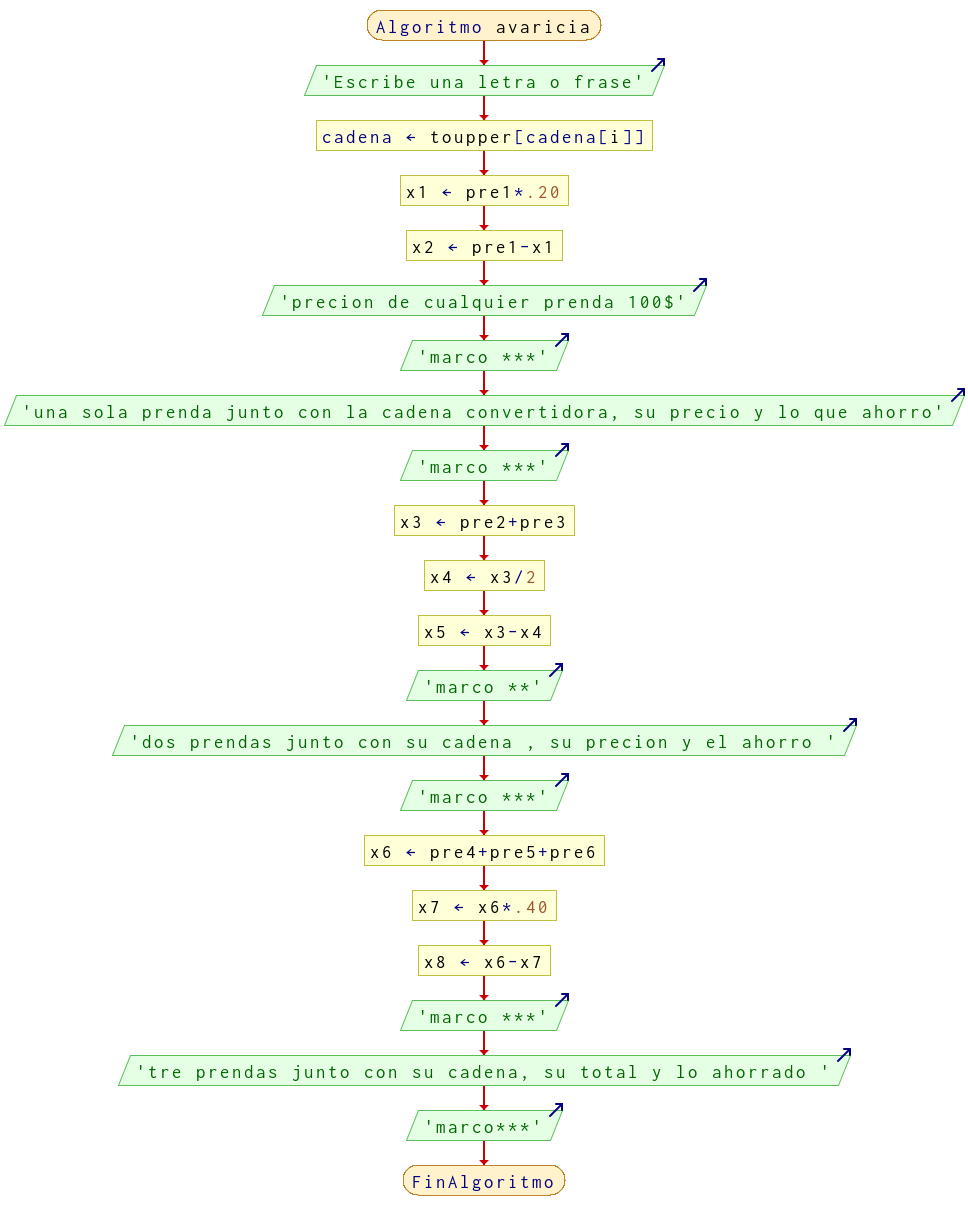 Algoritmo avaricia
'Escribe una letra o frase'
cadena ← toupper[cadena[i]]
x1 ← pre1*.20
x2 ← pre1-x1
'precion de cualquier prenda 100$'
'marco ***'
'una sola prenda junto con la cadena convertidora, su precio y lo que ahorro'
'marco ***'
x3 ← pre2+pre3
x4 ← x3/2
x5 ← x3-x4
'marco **'
'dos prendas junto con su cadena , su precion y el ahorro '
'marco ***'
x6 ← pre4+pre5+pre6
x7 ← x6*.40
x8 ← x6-x7
'marco ***'
'tre prendas junto con su cadena, su total y lo ahorrado '
'marco***'
FinAlgoritmo